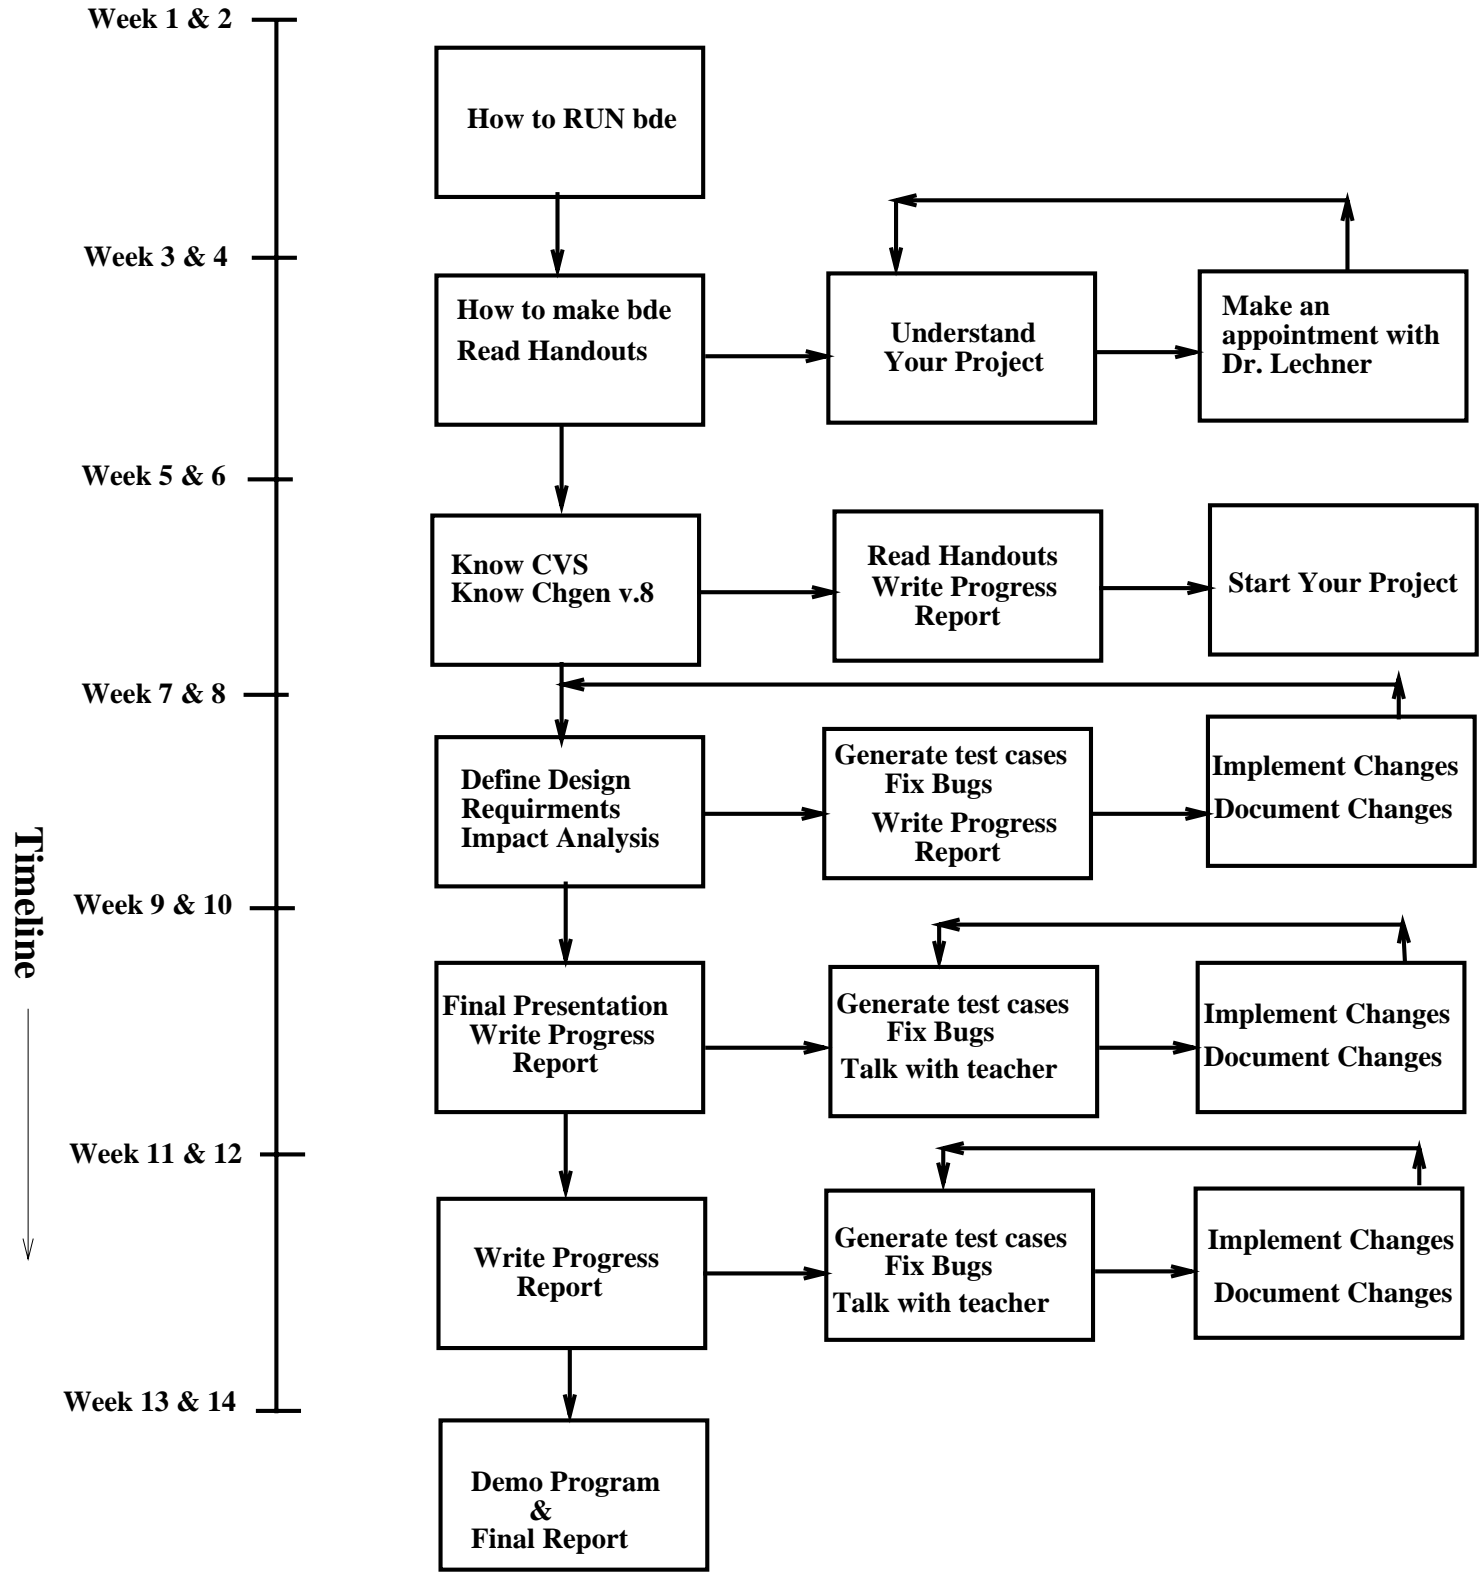 Week 1 & 2
How to RUN bde
Week 3 & 4
How to make bde
Read Handouts
Understand
Your Project
Make an
appointment with
Dr. Lechner
Week 5 & 6
Know CVS
Know Chgen v.8
Read Handouts
Write Progress
Report
Start Your Project
Week 7 & 8
Define Design
Requirments
Impact Analysis
Generate test cases
Fix Bugs
Write Progress
Report
Implement Changes
Document Changes
Timeline
Week 9 & 10
Final Presentation
Write Progress
Report
Generate test cases
Fix Bugs
Talk with teacher
Implement Changes
Document Changes
Week 11 & 12
Write Progress
Report
Generate test cases
Fix Bugs
Talk with teacher
Implement Changes
Document Changes
Week 13 & 14
Demo Program
&
Final Report